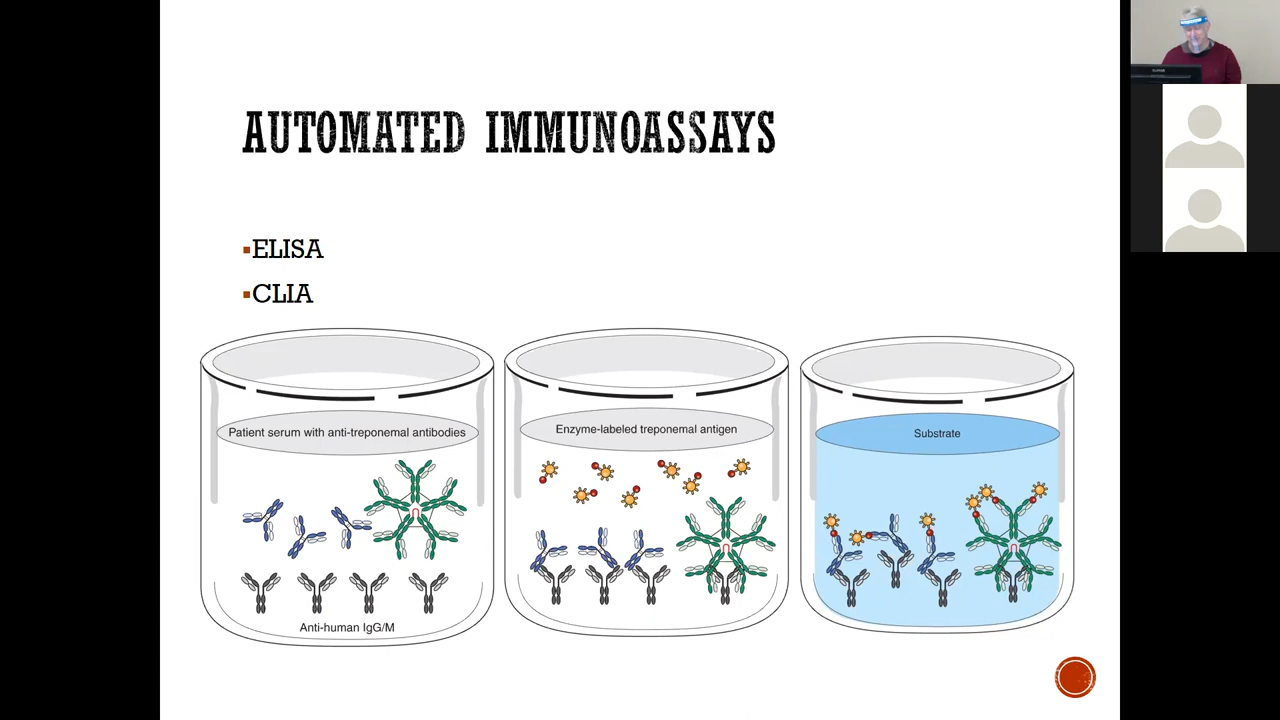 AUTOMATED IMMUNOASSAYS
▪ELISA
▪CLIA
Patient serum with anti-treponemal antibodies
Enzyme-labeled treponemal antigen
Substrate
Anti-human IgG/M